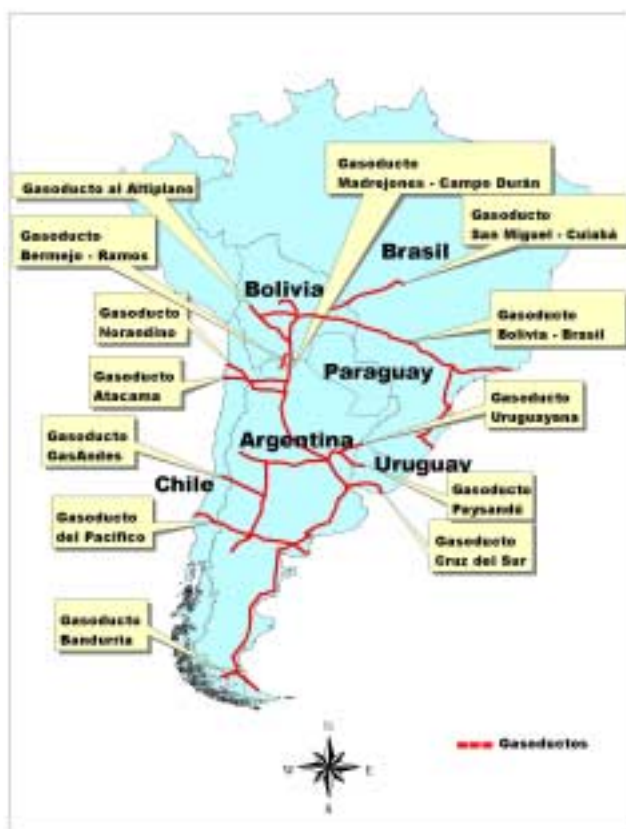 Gasoducto
Madrejones - Campo Durán
Gasoducto al Altiplano
Gasoducto
San Miguel - Cuiabá
Gasoducto
Bermejo - Ramos
Brasil
Bolivia
Gasoducto
Norandino
Gasoducto
Bolivia - Brasil
Paraguay
Gasoducto
Atacama
Gasoducto
Uruguayana
Gasoducto
GasAndes
Argentina
Uruguay
Chile
Gasoducto
Paysandú
Gasoducto
del Pacífico
Gasoducto
Cruz del Sur
Gasoducto
Bandurria
Gasoductos
E